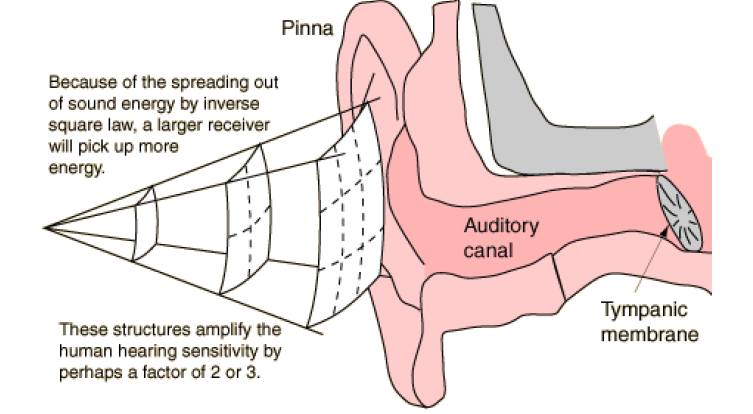 Pinna
Because of the spreading out
of sound energy by inverse
square law, a larger receiver
will pick up more
energy.
Auditory
canal
Tympanic
membrane
These structures amplify the
human hearing sensitivity by
perhaps a factor of 2 or 3.